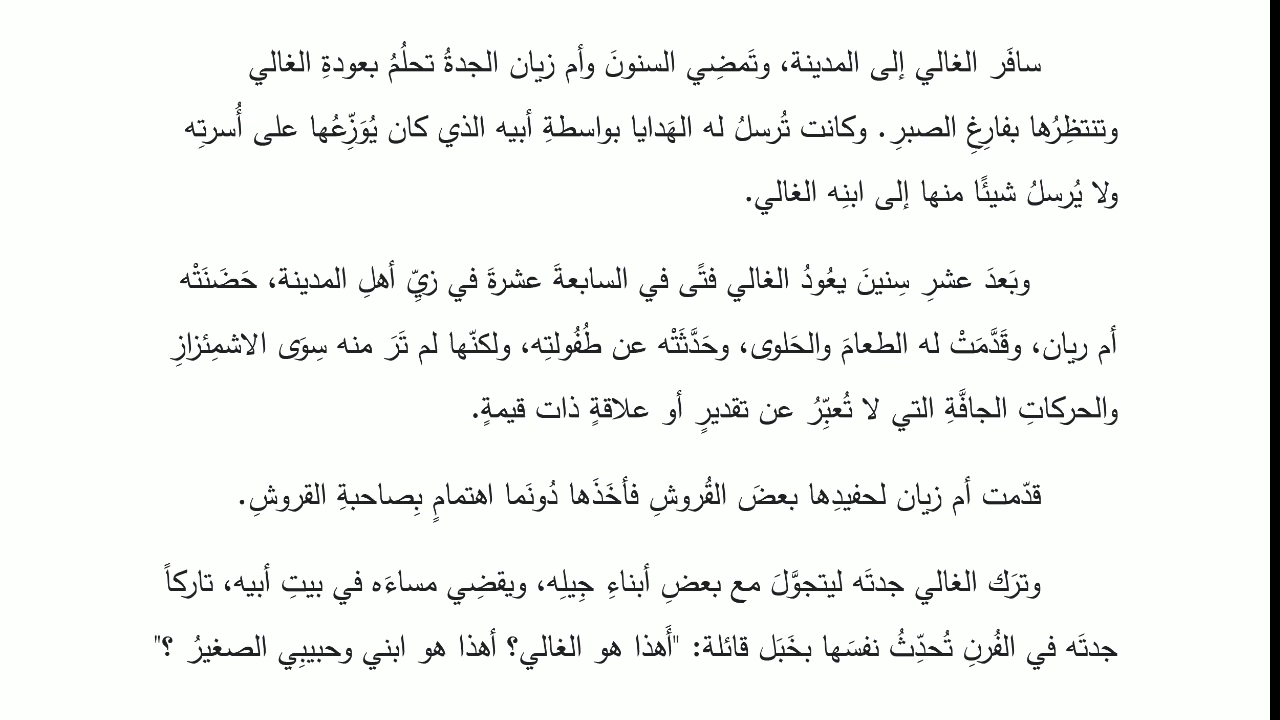 سافَر الغالي إلى المدينة، وتَمضِي السنونَ وأم زيان الجدةُ تحلُمُ بعودةِ الغالي
وتنتظِرُها بفارِغِ الصبرِ. وكانت تُرسلُ له الهَدايا بواسطةِ أبيه الذي كان يُوَزِّعُها على أُسرتِه
ولا يُرسلُ شيئًا منها إلى ابنِه الغالي.
وبَعدَ عشرِ سِنينَ يعُودُ الغالي فتًى في السابعةَ عشرةَ في زيِّ أهلِ المدينة، حَضَنَتْه
أم ريان، وقَدَّمَتْ له الطعامَ والحَلوى، وحَدَّثَتْه عن طُفُولتِه، ولكنّها لم تَرَ منه سِوَى الاشمِئزازِ
والحركاتِ الجافَّةِ التي لا تُعبِّرُ عن تقديرٍ أو علاقةٍ ذات قيمةٍ.
قدّمت أم زيان لحفيدِها بعضَ القُروشِ فأخَذَها دُونَما اهتمامٍ بِصاحبةِ القروشِ.
وترَك الغالي جدتَه ليتجوَّلَ مع بعضِ أبناءِ جِيلِه، ويقضِي مساءَه في بيتِ أبيه، تاركاً
جدتَه في الفُرنِ تُحدِّثُ نفسَها بخَبَل قائلة: "أَهذا هو الغالي؟ أهذا هو ابني وحبيبِي الصغيرُ ؟"